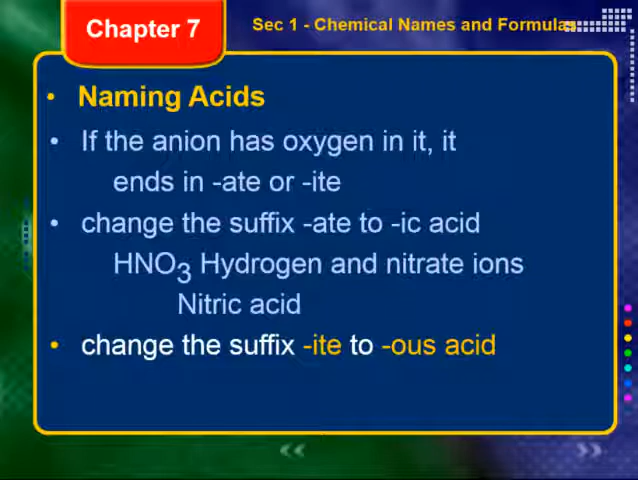 Chapter 7
Sec 1 - Chemical Names and Formulas
• Naming Acids
• If the anion has oxygen in it, it
ends in -ate or -ite
• change the suffix -ate to -ic acid
HNO3 Hydrogen and nitrate ions
Nitric acid
• change the suffix -ite to -ous acid